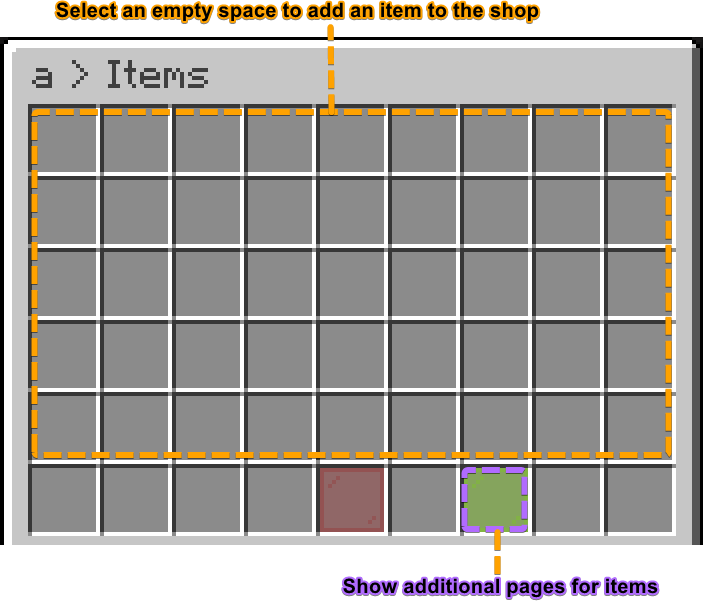 Select an empty space to add an item to the shop
a > Items
Show additional pages for items